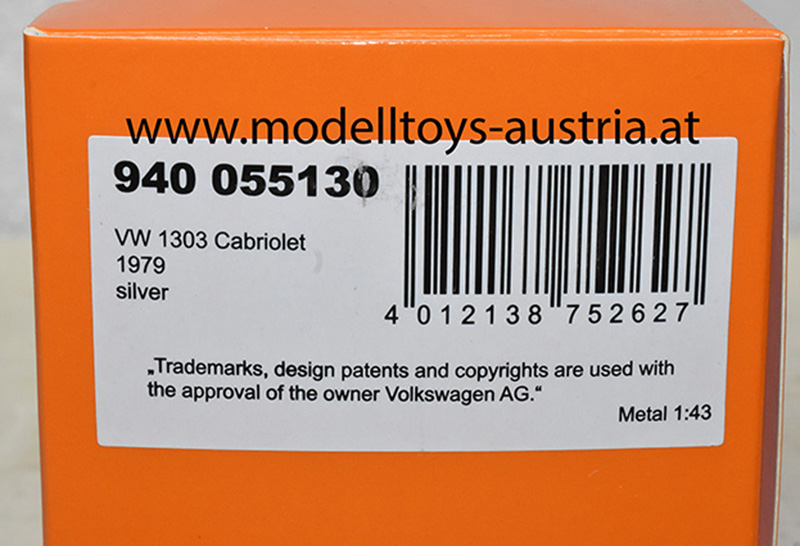 www.modelltoys-austria.at
940 055130
VW 1303 Cabriolet
1979
silver
4 012138 752627
„Trademarks, design patents and copyrights are used with
the approval of the owner Volkswagen AG.“
Metal 1:43